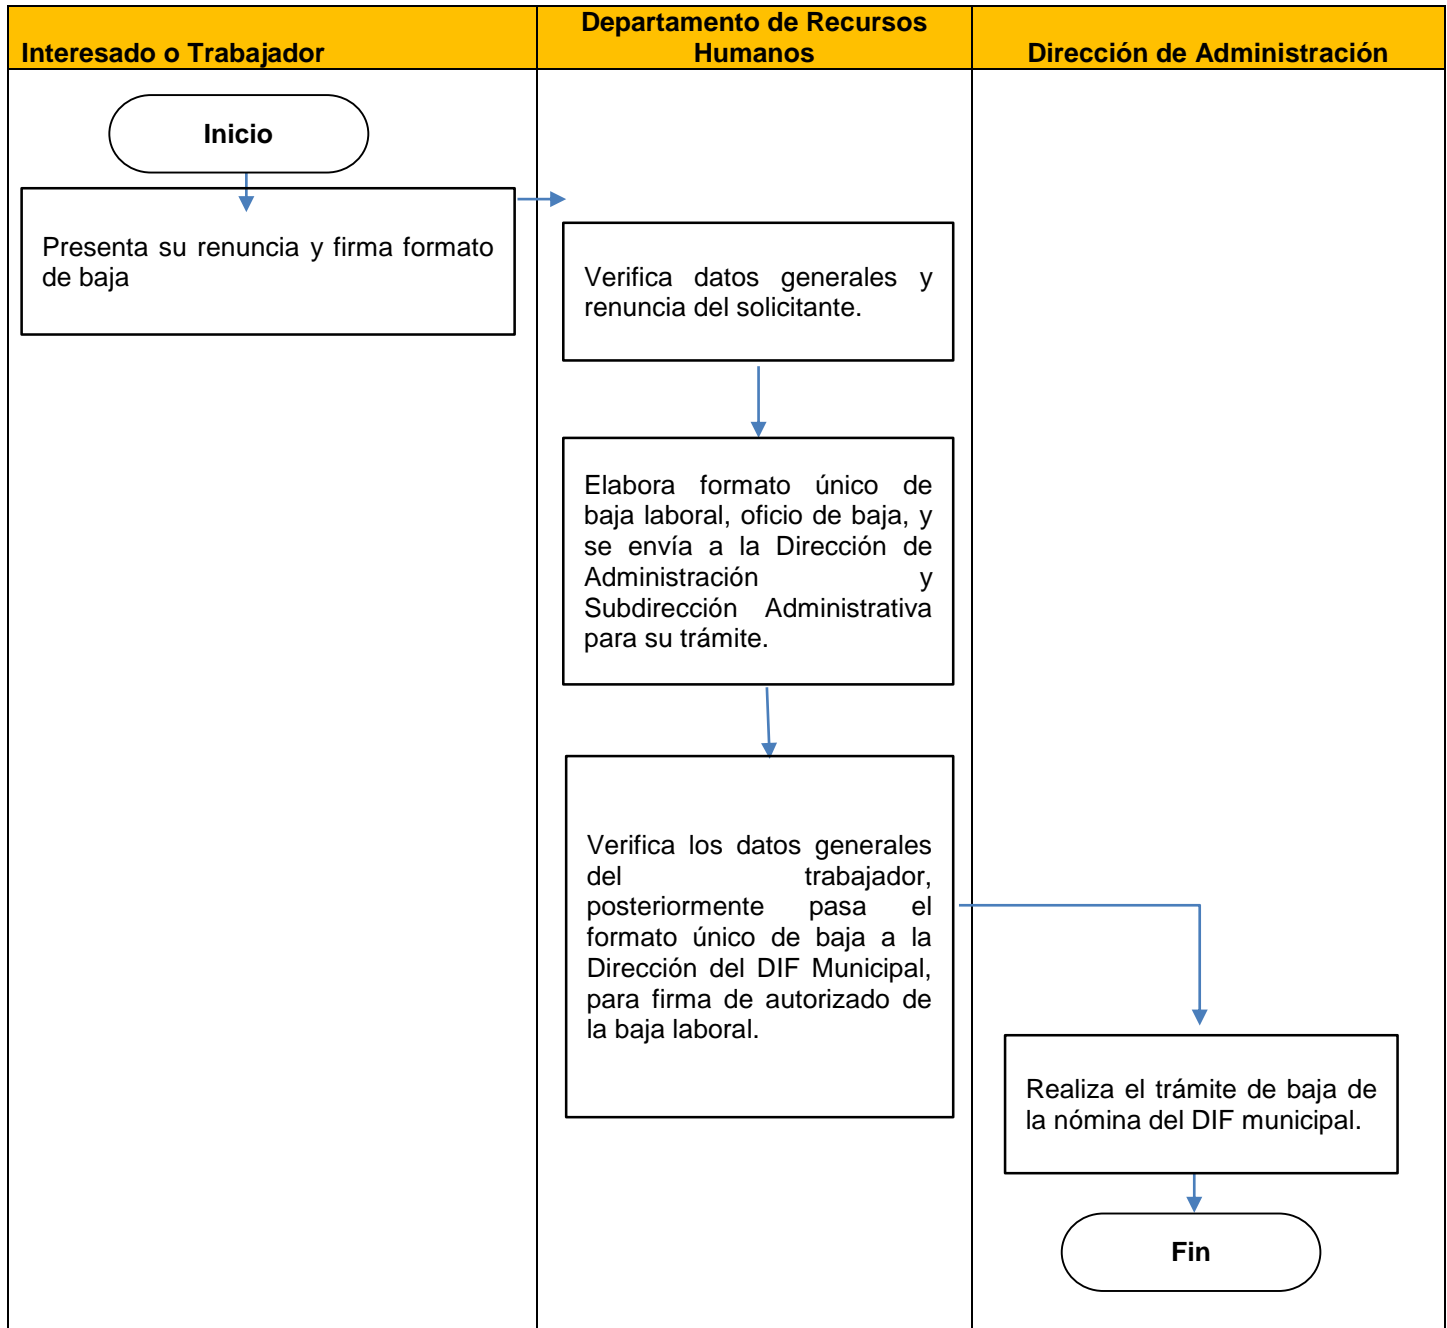 Interesado o Trabajador
Departamento de Recursos
Humanos
Dirección de Administración
Inicio
Presenta su renuncia y firma formato
de baja
Verifica datos generales y
renuncia del solicitante.
Elabora formato único de
baja laboral, oficio de baja, y
se envía a la Dirección de
Administración y
Subdirección Administrativa
para su trámite.
Verifica los datos generales
del trabajador,
posteriormente pasa el
formato único de baja a la
Dirección del DIF Municipal,
para firma de autorizado de
la baja laboral.
Realiza el trámite de baja de
la nómina del DIF municipal.
Fin